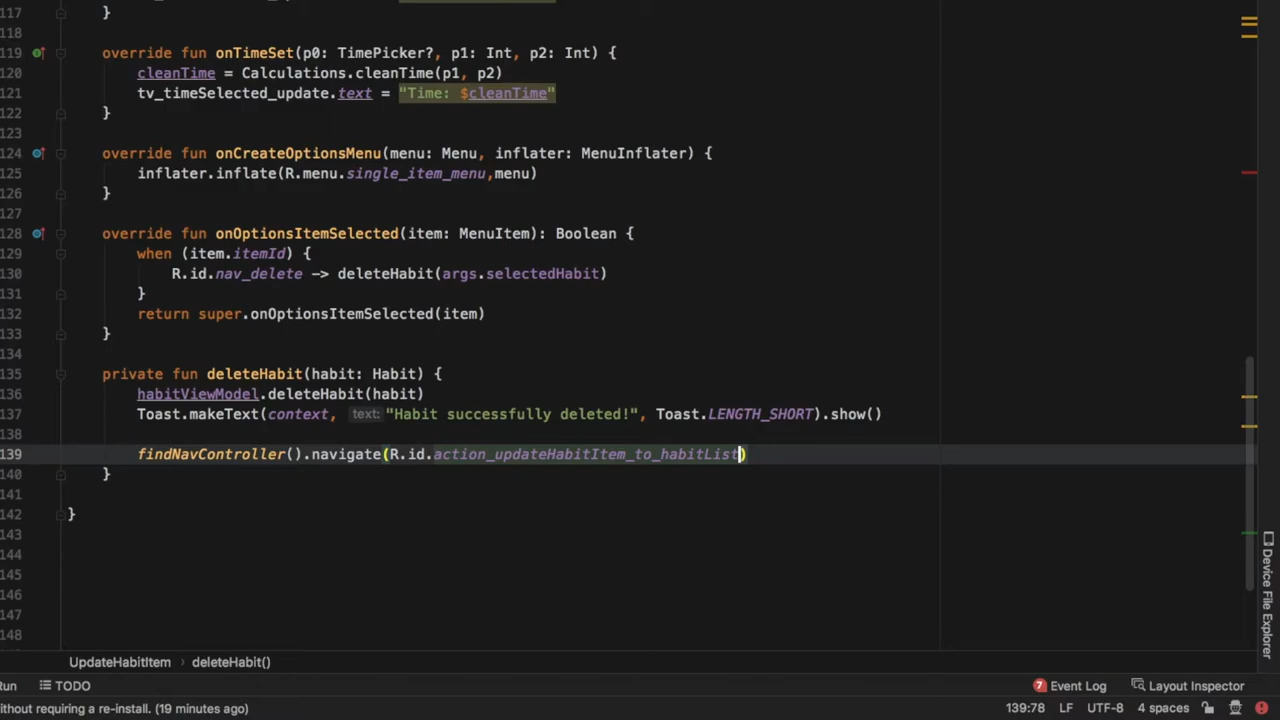 117 }
118
119 override fun onTimeSet(p0: TimePicker?, p1: Int, p2: Int) {
120 cleanTime = Calculations.cleanTime(p1, p2)
121 tv_timeSelected_update.text = "Time: $cleanTime"
122 }
123
124 override fun onCreateOptionsMenu(menu: Menu, inflater: MenuInflater) {
125 inflater.inflate(R.menu.single_item_menu,menu)
126 }
127
128 override fun onOptionsItemSelected(item: MenuItem): Boolean {
129 when (item.itemId) {
130 R.id.nav_delete -> deleteHabit(args.selectedHabit)
131 }
132 return super.onOptionsItemSelected(item)
133 }
134
135 private fun deleteHabit(habit: Habit) {
136 habitViewModel.deleteHabit(habit)
137 Toast.makeText(context, text: "Habit successfully deleted!", Toast.LENGTH_SHORT).show()
138
139 findNavController().navigate(R.id.action_updateHabitItem_to_habitList)
140 }
141
142 }
143
144
145
146
147
148
Device File Explorer
UpdateHabitItem › deleteHabit()
Run TODO 7 Event Log Layout Inspector
ithout requiring a re-install. (19 minutes ago) 139:78 LF UTF-8 4 spaces